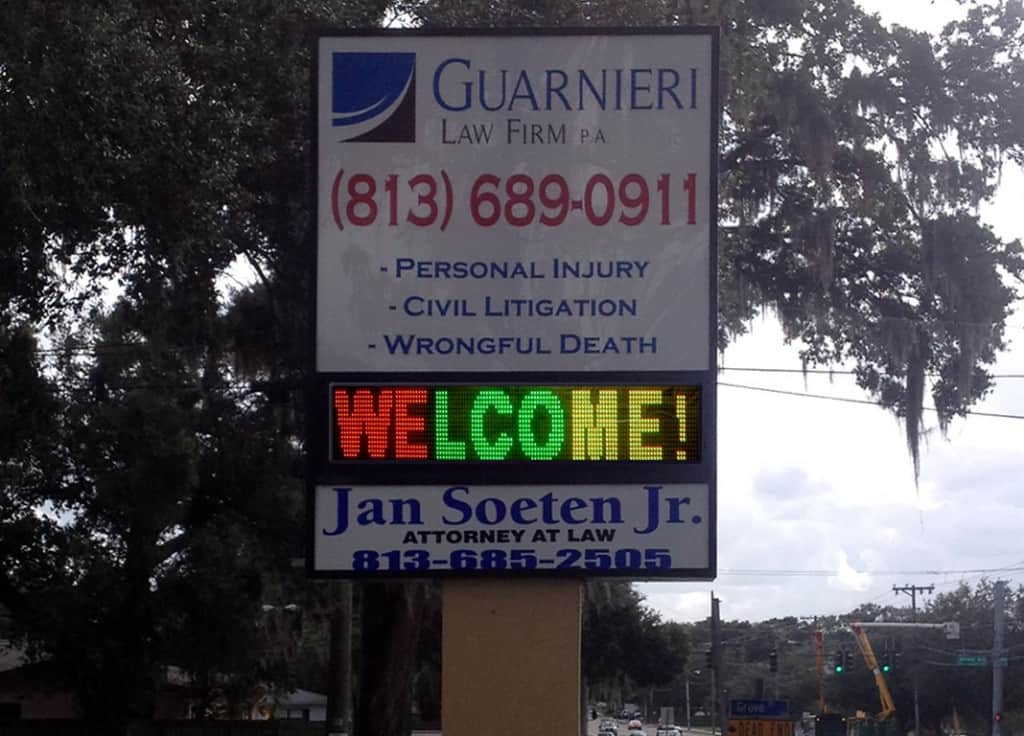 GUARNIERI
LAW FIRM P.A.
(813) 689-0911
- PERSONAL INJURY
- CIVIL LITIGATION
- WRONGFUL DEATH
WELCOME!
Jan Soeten Jr.
ATTORNEY AT LAW
813-685-2505
Grove